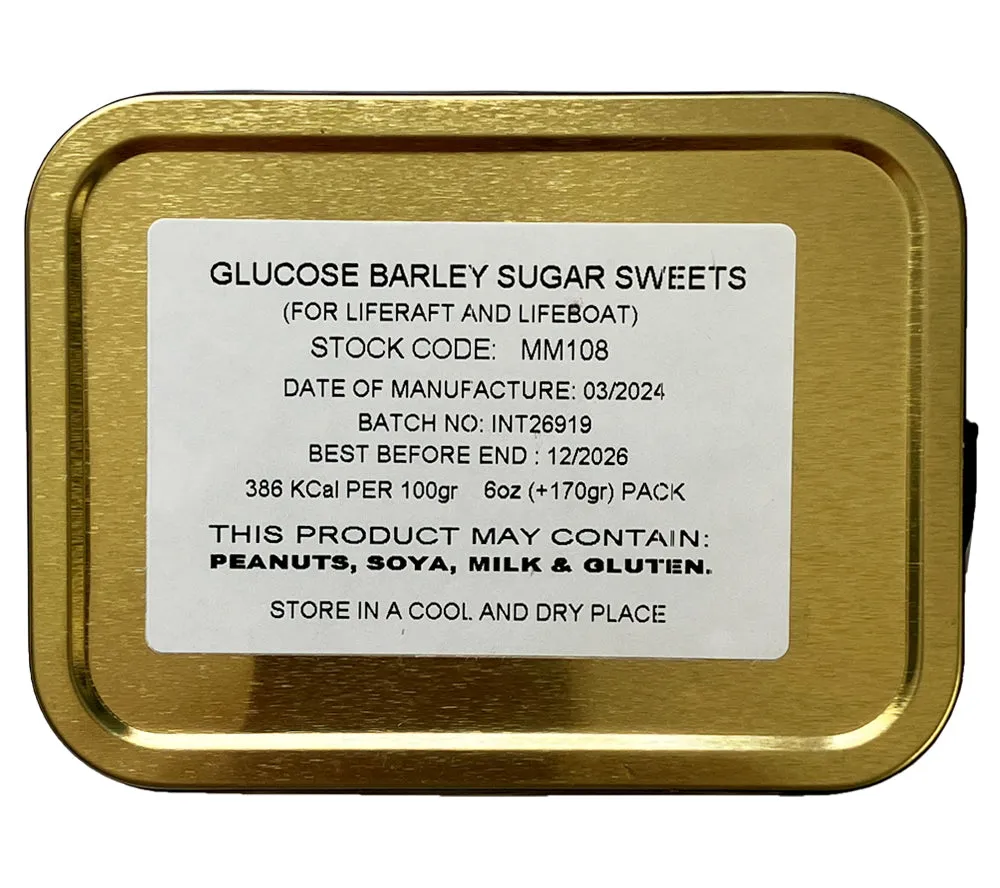 GLUCOSE BARLEY SUGAR SWEETS
(FOR LIFERAFT AND LIFEBOAT)
STOCK CODE: MM108
DATE OF MANUFACTURE: 03/2024
BATCH NO: INT26919
BEST BEFORE END : 12/2026
386 KCal PER 100gr 6oz (+170gr) PACK
THIS PRODUCT MAY CONTAIN:
PEANUTS, SOYA, MILK & GLUTEN.
STORE IN A COOL AND DRY PLACE